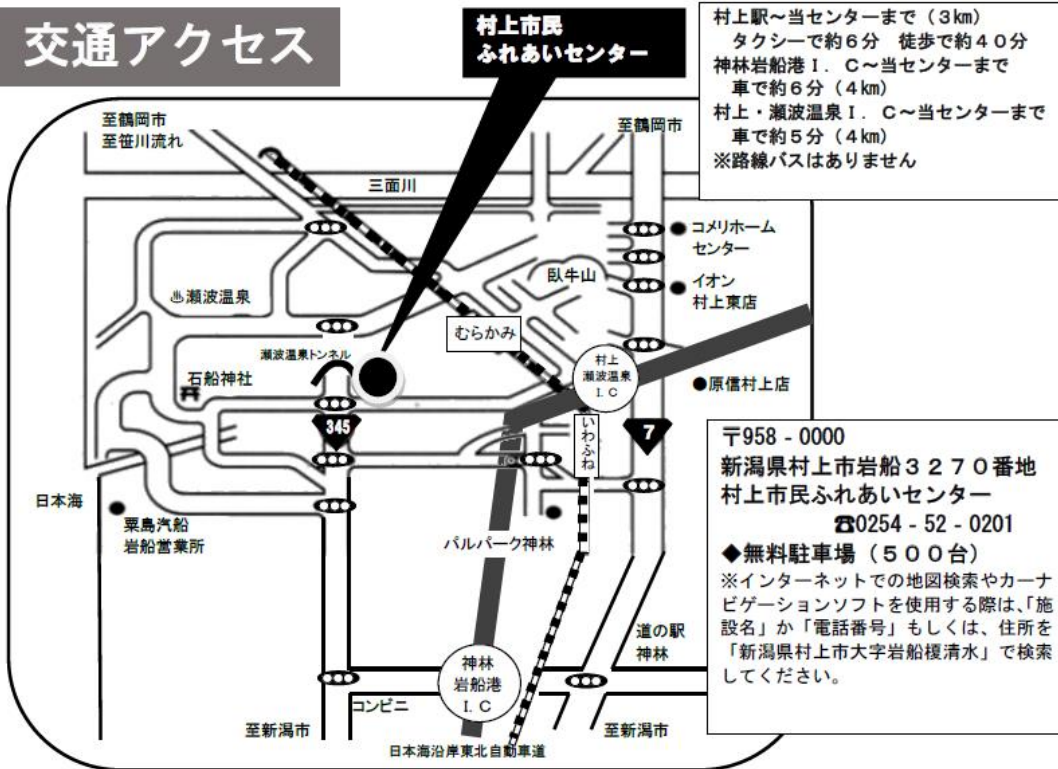 交通アクセス
村上市民
ふれあいセンター
村上駅～当センターまで（３km）
タクシーで約６分　徒歩で約４０分
神林岩船港Ｉ．Ｃ～当センターまで
車で約６分（４km）
村上・瀬波温泉Ｉ．Ｃ～当センターまで
車で約５分（４km）
※路線バスはありません
至鶴岡市
至笹川流れ
至鶴岡市
三面川
コメリホーム
センター
臥牛山
イオン
村上東店
♨瀬波温泉
むらかみ
瀬波温泉トンネル
村上
瀬波温泉
I. C
石船神社
原信村上店
345
いわふね
7
日本海
粟島汽船
岩船営業所
パルパーク神林
〒958 - 0000
新潟県村上市岩船３２７０番地
村上市民ふれあいセンター
☎0254 - 52 - 0201
◆無料駐車場（５００台）
※インターネットでの地図検索やカーナ
ビゲーションソフトを使用する際は、「施
設名」か「電話番号」もしくは、住所を
「新潟県村上市大字岩船榎清水」で検索
してください。
道の駅
神林
神林
岩船港
I. C
コンビニ
至新潟市
至新潟市
日本海沿岸東北自動車道